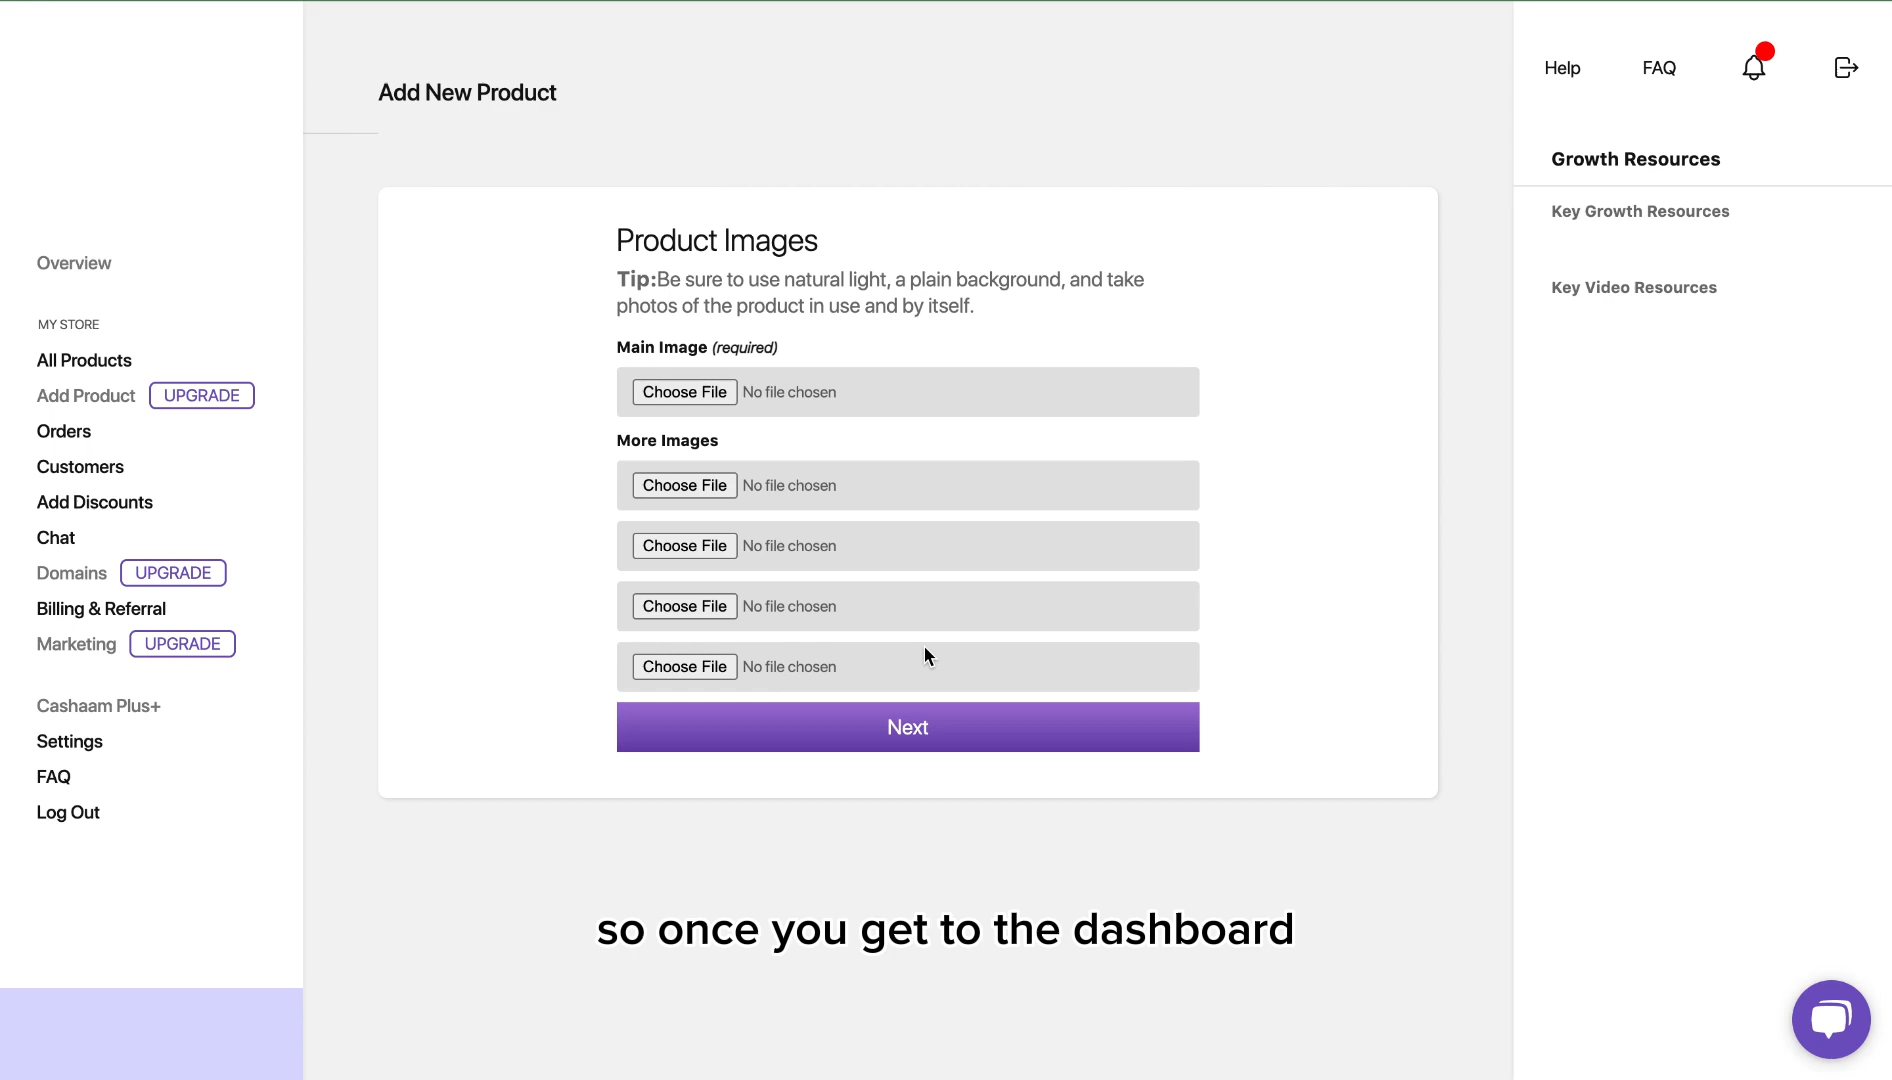 Add New Product
Help
FAQ
Growth Resources
Key Growth Resources
Key Video Resources
Overview
MY STORE
All Products
Add Product UPGRADE
Orders
Customers
Add Discounts
Chat
Domains UPGRADE
Billing & Referral
Marketing UPGRADE
Cashaam Plus+
Settings
FAQ
Log Out
Product Images
Tip:Be sure to use natural light, a plain background, and take
photos of the product in use and by itself.
Main Image (required)
Choose File No file chosen
More Images
Choose File No file chosen
Choose File No file chosen
Choose File No file chosen
Choose File No file chosen
Next
so once you get to the dashboard